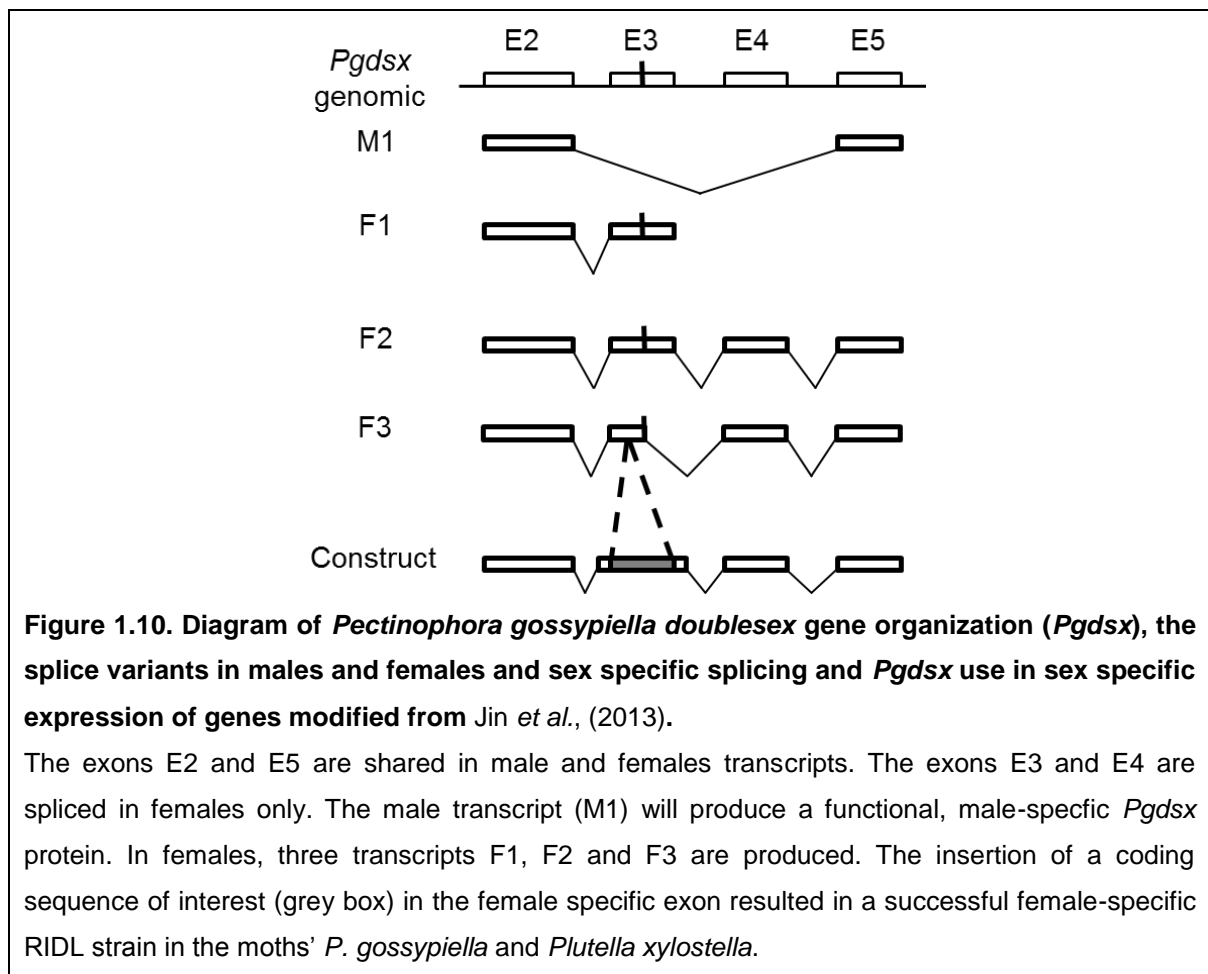 E2 E3 E4 E5
Pgdsx
genomic
M1
F1
F2
F3
Construct
Figure 1.10. Diagram of Pectinophora gossypiella doublesex gene organization (Pgdsx), the
splice variants in males and females and sex specific splicing and Pgdsx use in sex specific
expression of genes modified from Jin et al., (2013).
The exons E2 and E5 are shared in male and females transcripts. The exons E3 and E4 are
spliced in females only. The male transcript (M1) will produce a functional, male-specfic Pgdsx
protein. In females, three transcripts F1, F2 and F3 are produced. The insertion of a coding
sequence of interest (grey box) in the female specific exon resulted in a successful female-specific
RIDL strain in the moths’ P. gossypiella and Plutella xylostella.